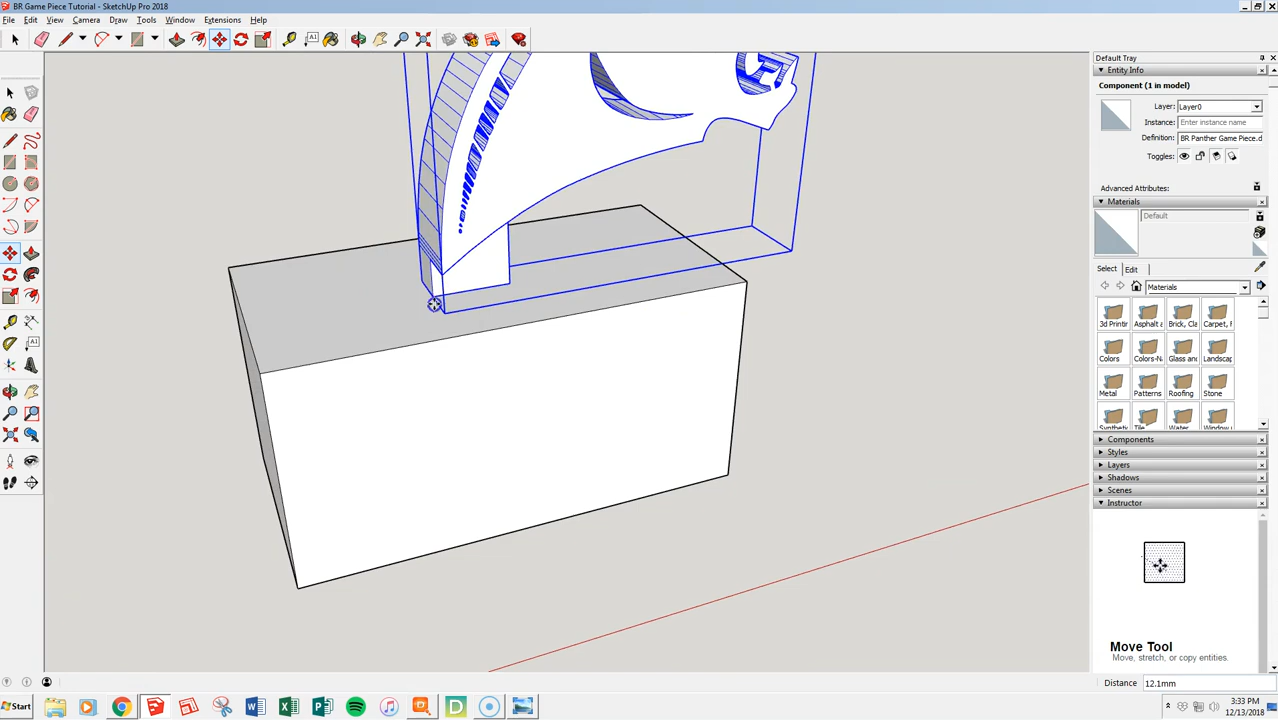 BR Game Piece Tutorial - SketchUp Pro 2018
File Edit View Camera Draw Tools Window Extensions Help
Default Tray
Entity Info
Component (1 in model)
Layer: Layer0
Instance: Enter instance name
Definition: BR Panther Game Piece.d
Toggles:
Advanced Attributes:
Materials
Default
Select Edit
Materials
3d Printin Asphalt a Brick, Cla Carpet, F
Colors Colors-Na Glass and Landscap
Metal Patterns Roofing Stone
Synthetic Tile Water Window
Components
Styles
Layers
Shadows
Scenes
Instructor
Move Tool
Move, stretch, or copy entities.
Distance 12.1mm
Start
3:33 PM
12/13/2018